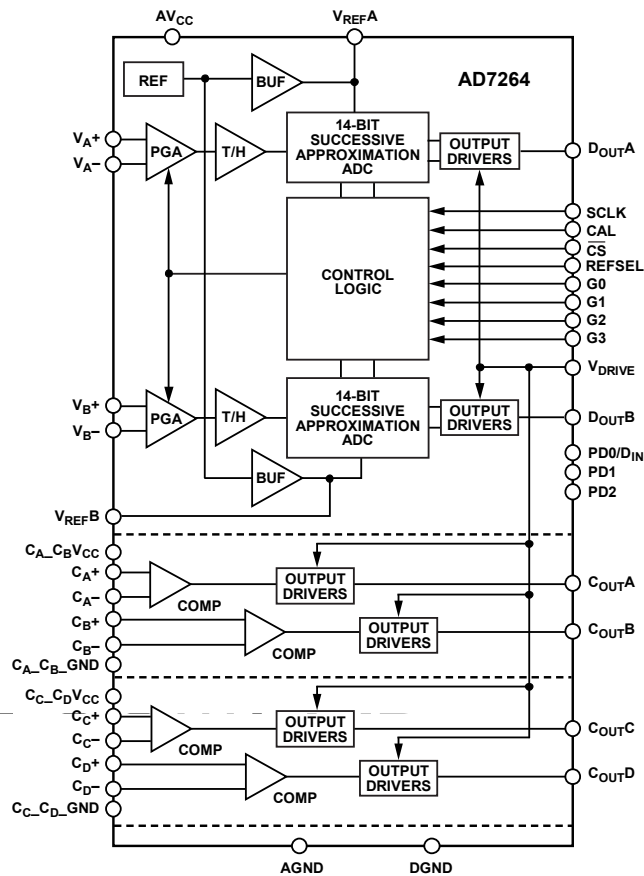 AVCC
VREFA
REF
BUF
AD7264
VA+
VA–
PGA
T/H
14-BIT
SUCCESSIVE
APPROXIMATION
ADC
OUTPUT
DRIVERS
DOUTA
SCLK
CAL
CS
REFSEL
G0
G1
G2
G3
CONTROL
LOGIC
VDRIVE
VB+
VB–
PGA
T/H
14-BIT
SUCCESSIVE
APPROXIMATION
ADC
OUTPUT
DRIVERS
DOUTB
PD0/DIN
PD1
PD2
BUF
VREFB
CA_CBVCC
CA+
CA–
COMP
OUTPUT
DRIVERS
COUTA
CB+
CB–
COMP
OUTPUT
DRIVERS
COUTB
CA_CB_GND
CC_CDVCC
CC+
CC–
COMP
OUTPUT
DRIVERS
COUTC
CD+
CD–
COMP
OUTPUT
DRIVERS
COUTD
CC_CD_GND
AGND
DGND